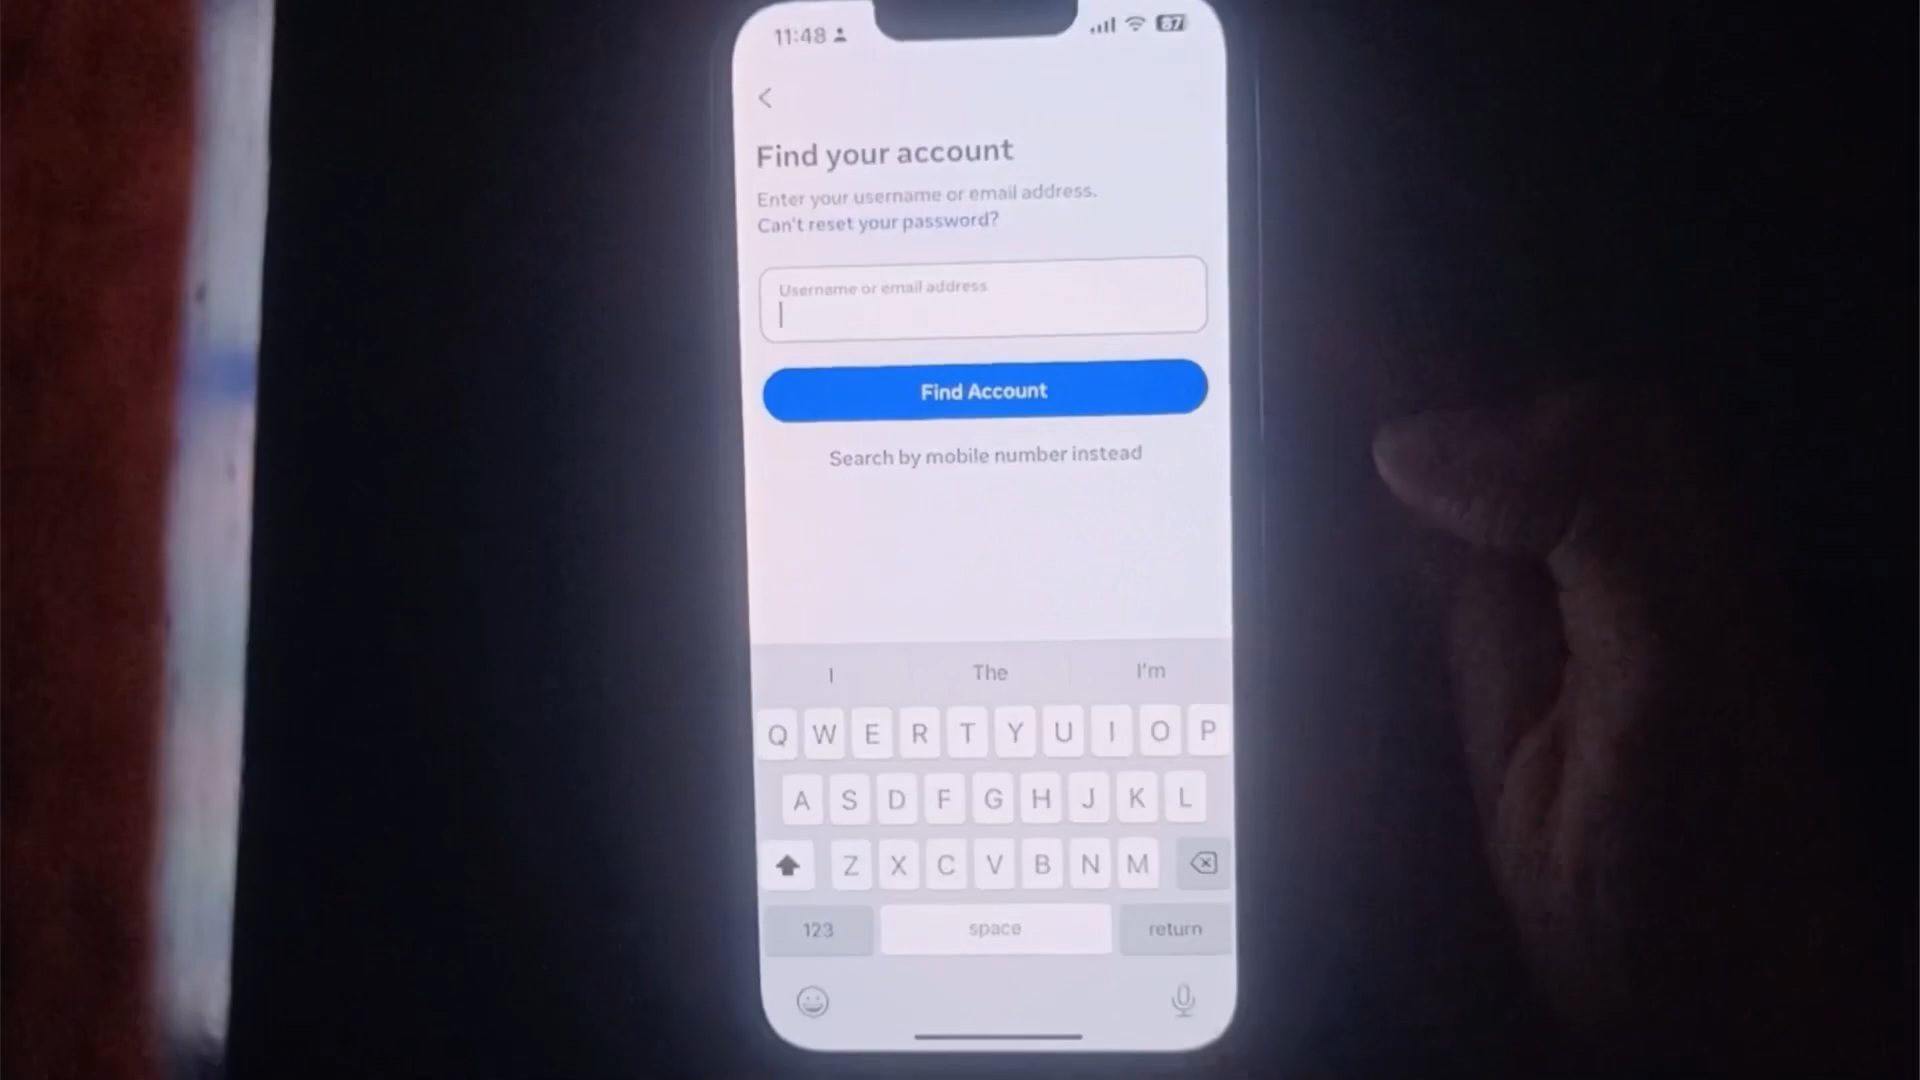 11:48
87
Find your account
Enter your username or email address.
Can't reset your password?
Username or email address
Find Account
Search by mobile number instead
I The I'm
Q W E R T Y U I O P
A S D F G H J K L
Z X C V B N M
123 space return